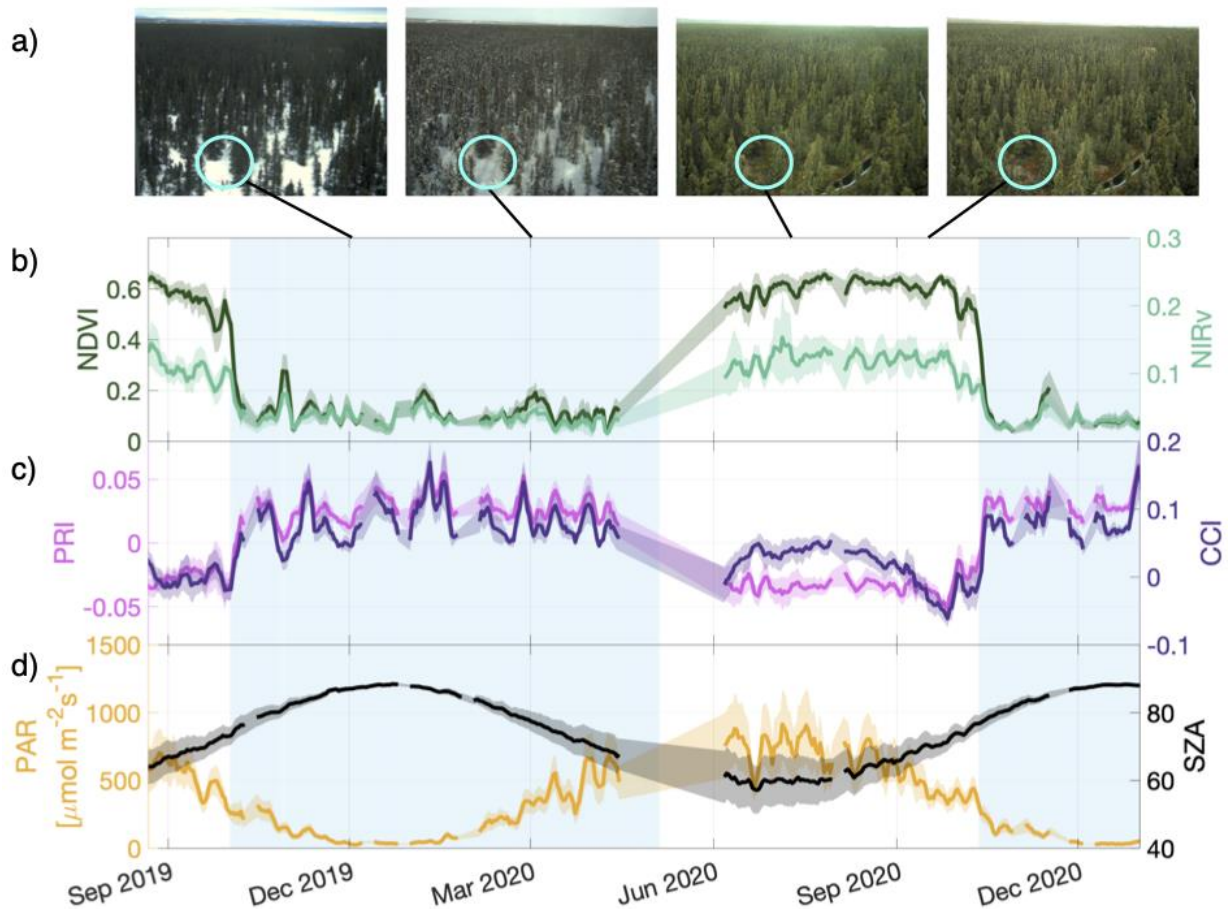 a)
b)
NDVI
0.6
0.4
0.2
0
0.3
0.2
0.1
NIRv
c)
PRI
0.05
0
-0.05
0.2
0.1
0
-0.1
CCI
d)
PAR
[μmol m⁻²s⁻¹]
1500
1000
500
0
80
60
40
SZA
Sep 2019
Dec 2019
Mar 2020
Jun 2020
Sep 2020
Dec 2020